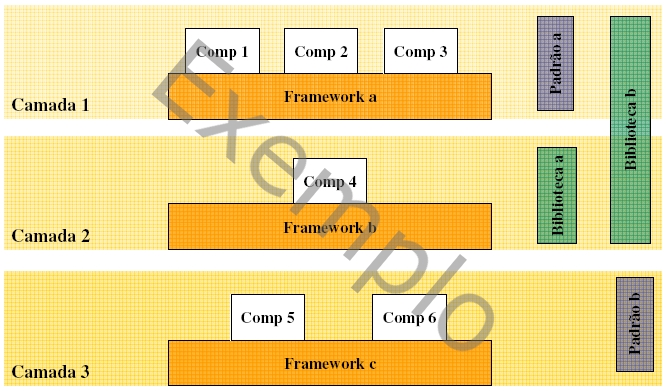 Comp 1
Comp 2
Comp 3
Framework a
Camada 1
Padrão a
Biblioteca b
Comp 4
Framework b
Camada 2
Biblioteca a
Comp 5
Comp 6
Framework c
Camada 3
Padrão b
Exemplo